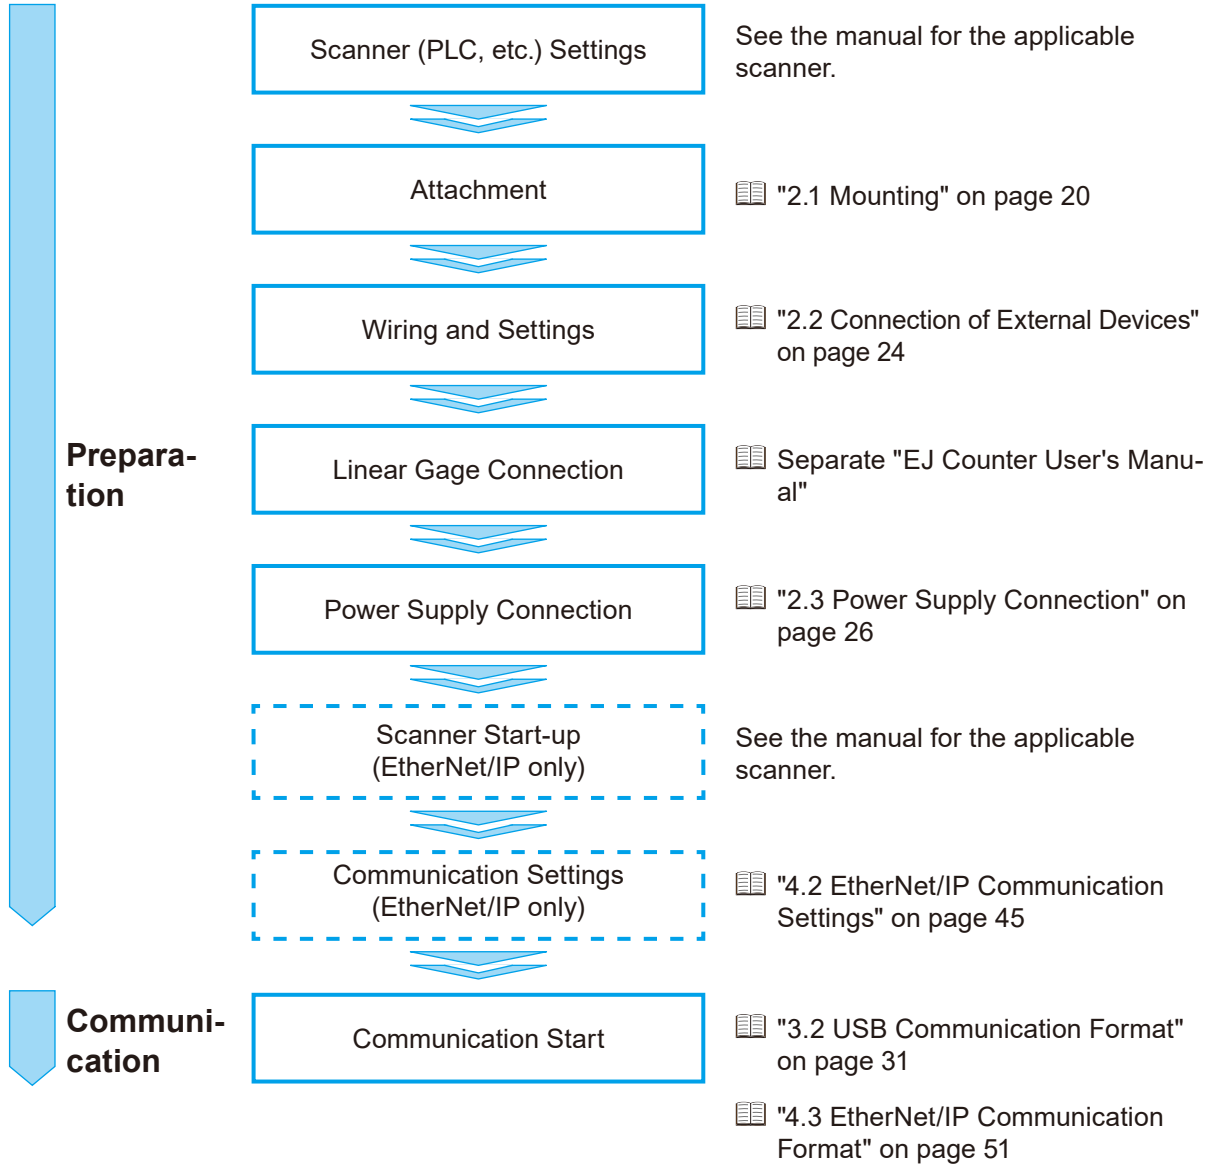 Scanner (PLC, etc.) Settings
See the manual for the applicable
scanner.
Attachment
"2.1 Mounting" on page 20
Wiring and Settings
"2.2 Connection of External Devices"
on page 24
Prepara-
tion
Linear Gage Connection
Separate "EJ Counter User's Manu-
al"
Power Supply Connection
"2.3 Power Supply Connection" on
page 26
Scanner Start-up
(EtherNet/IP only)
See the manual for the applicable
scanner.
Communication Settings
(EtherNet/IP only)
"4.2 EtherNet/IP Communication
Settings" on page 45
Communi-
cation
Communication Start
"3.2 USB Communication Format"
on page 31
"4.3 EtherNet/IP Communication
Format" on page 51